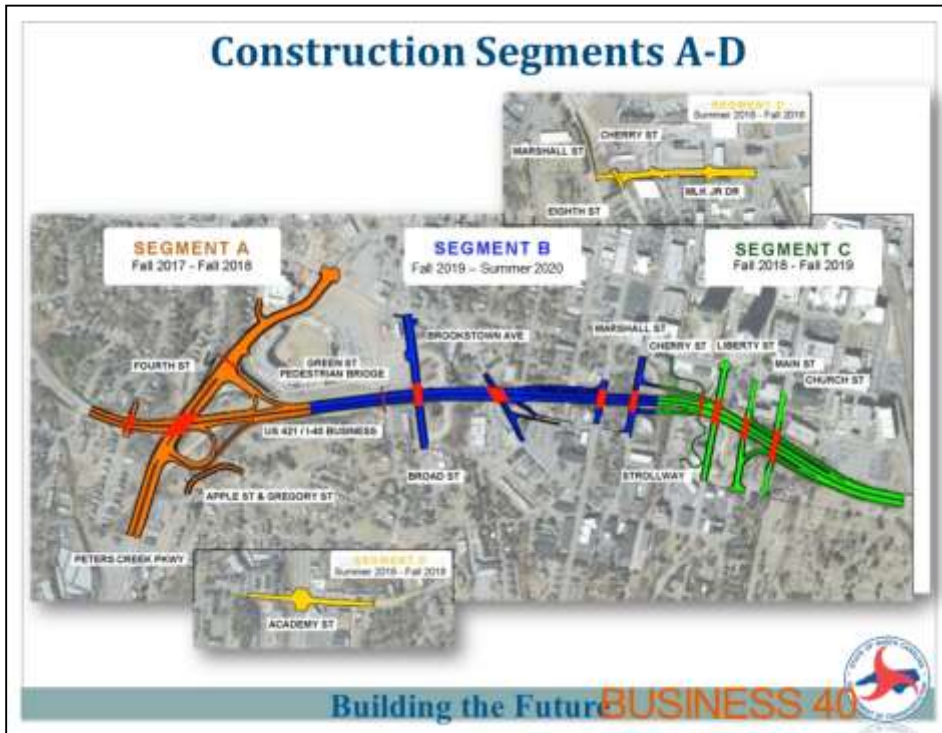 Construction Segments A-D
SEGMENT D
Summer 2018 - Fall 2018
CHERRY ST
MARSHALL ST
MLK JR DR
EIGHTH ST
SEGMENT A
Fall 2017 - Fall 2018
SEGMENT B
Fall 2019 – Summer 2020
SEGMENT C
Fall 2018 - Fall 2019
BROOKSTOWN AVE
MARSHALL ST
CHERRY ST
LIBERTY ST
MAIN ST
CHURCH ST
FOURTH ST
GREEN ST
PEDESTRIAN BRIDGE
US 421 / I-40 BUSINESS
BROAD ST
STROLLWAY
APPLE ST & GREGORY ST
PETERS CREEK PKWY
SEGMENT D
Summer 2018 - Fall 2018
ACADEMY ST
Building the Future
BUSINESS 40